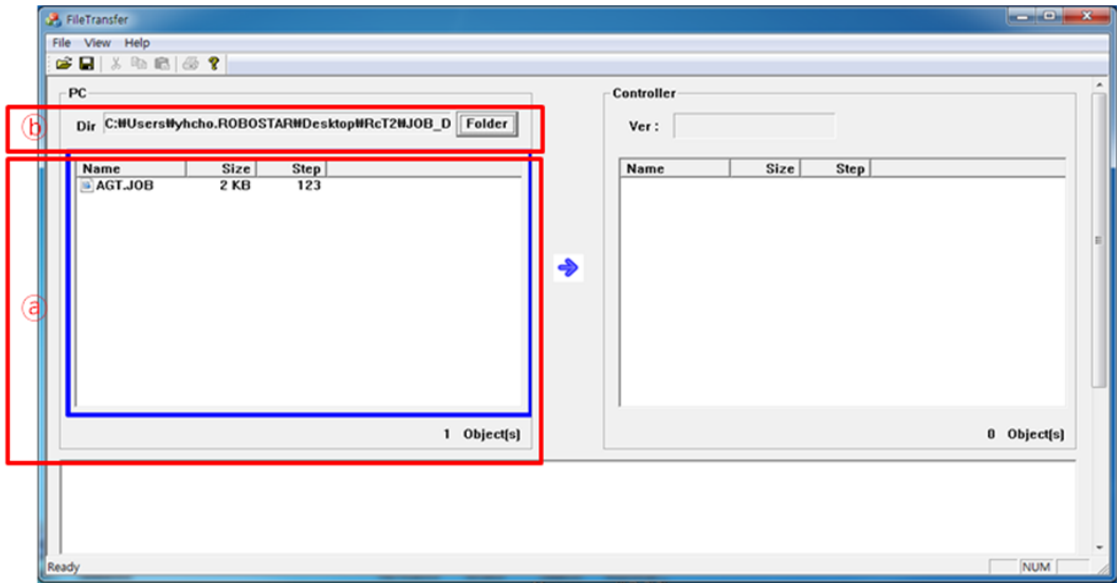 FileTransfer
File View Help
PC
ⓑ
Dir C:₩Users₩yhcho.ROBOSTAR₩Desktop₩RcT2₩JOB_D Folder
Name Size Step
AGT.JOB 2 KB 123
ⓐ
1 Object(s)
Controller
Ver :
Name Size Step
0 Object(s)
Ready
NUM